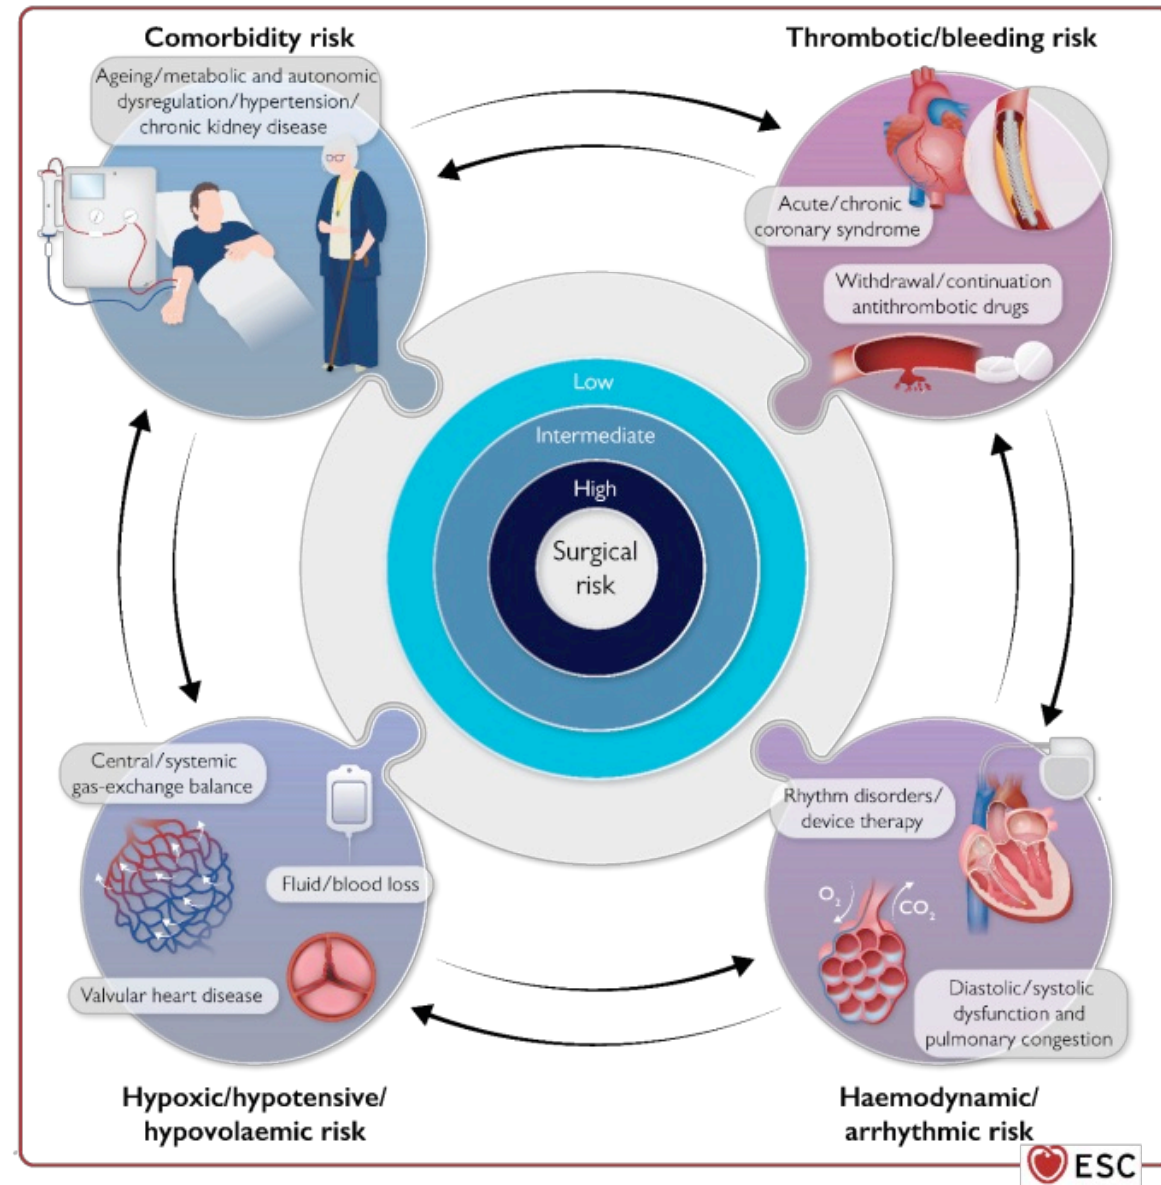 Comorbidity risk
Ageing/metabolic and autonomic
dysregulation/hypertension/
chronic kidney disease
Thrombotic/bleeding risk
Acute/chronic
coronary syndrome
Withdrawal/continuation
antithrombotic drugs
Low
Intermediate
High
Surgical
risk
Central/systemic
gas-exchange balance
Fluid/blood loss
Valvular heart disease
Hypoxic/hypotensive/
hypovolaemic risk
Rhythm disorders/
device therapy
O₂
CO₂
Diastolic/systolic
dysfunction and
pulmonary congestion
Haemodynamic/
arrhythmic risk
ESC